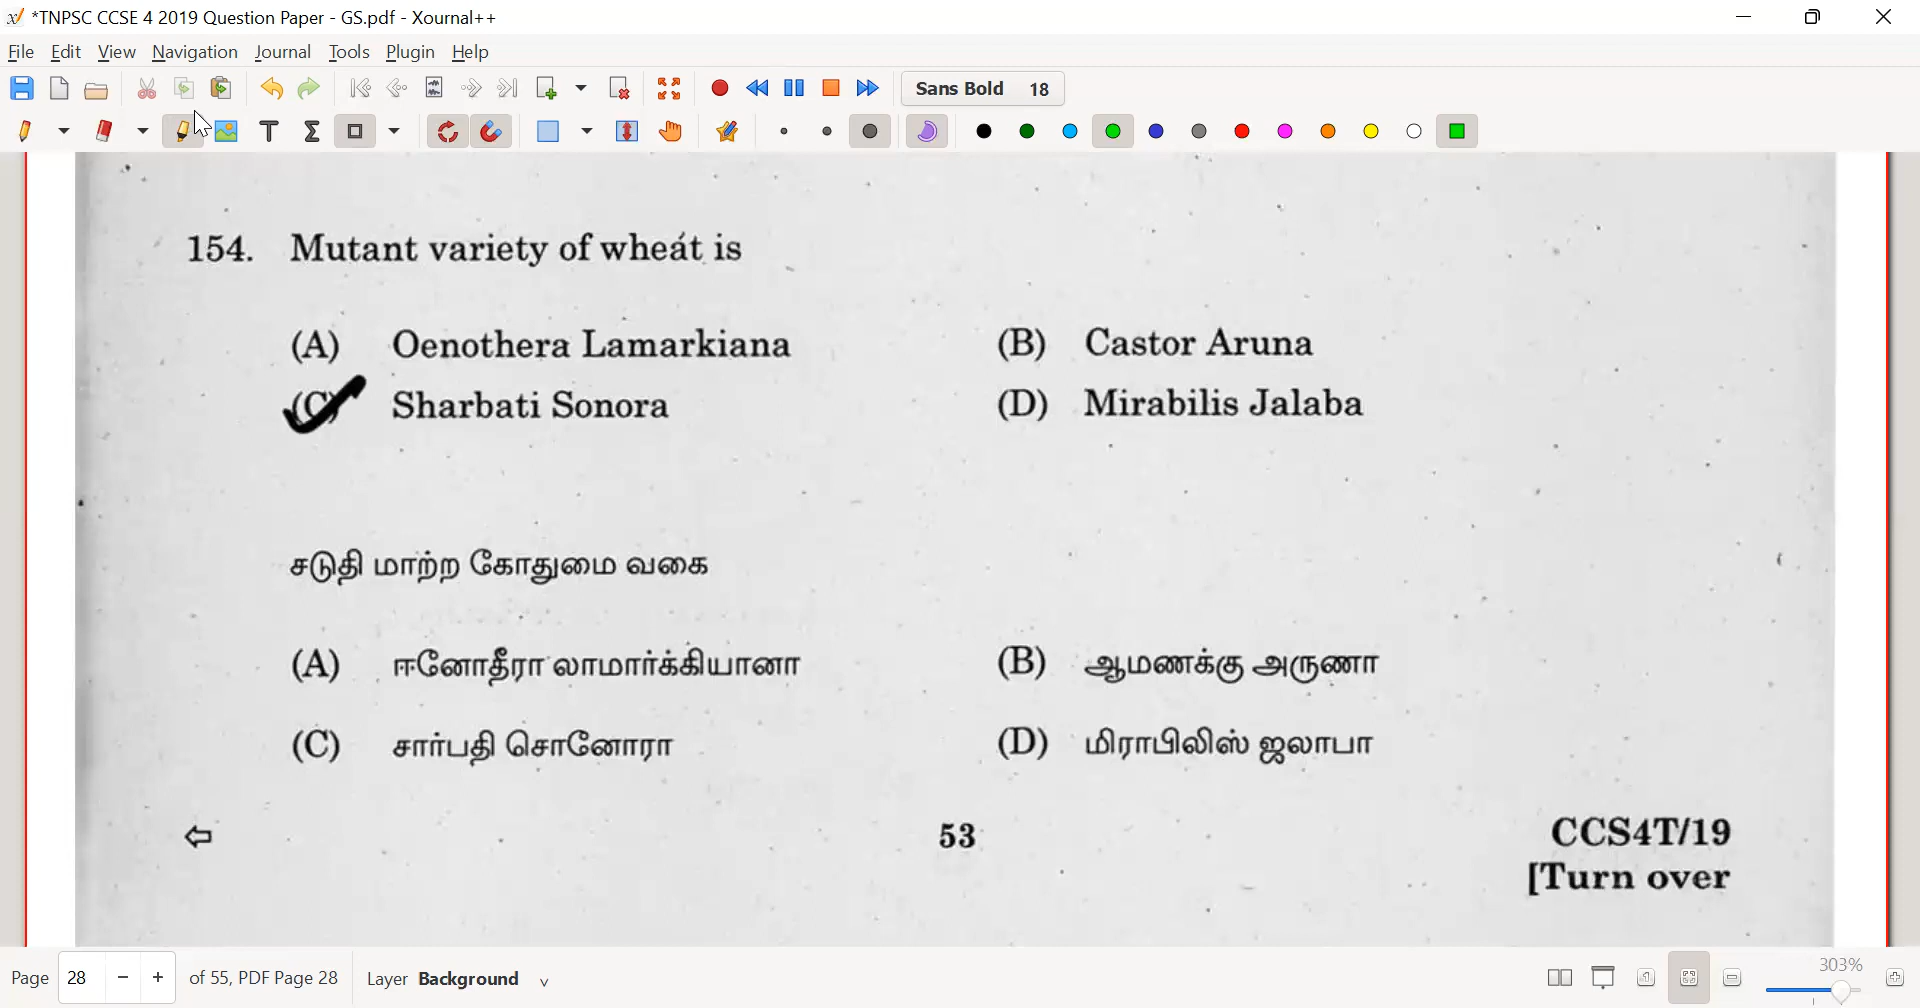 *TNPSC CCSE 4 2019 Question Paper - GS.pdf - Xournal++
File Edit View Navigation Journal Tools Plugin Help
Sans Bold 18
154. Mutant variety of wheat is
(A) Oenothera Lamarkiana (B) Castor Aruna
(C) Sharbati Sonora (D) Mirabilis Jalaba
சடுதி மாற்ற கோதுமை வகை
(A) ஈனோதீரா லாமார்க்கியானா (B) ஆமணக்கு அருணா
(C) சார்பதி சொனோரா (D) மிராபிலிஸ் ஜலாபா
53 CCS4T/19
[Turn over
Page 28 − + of 55, PDF Page 28 Layer Background 303%